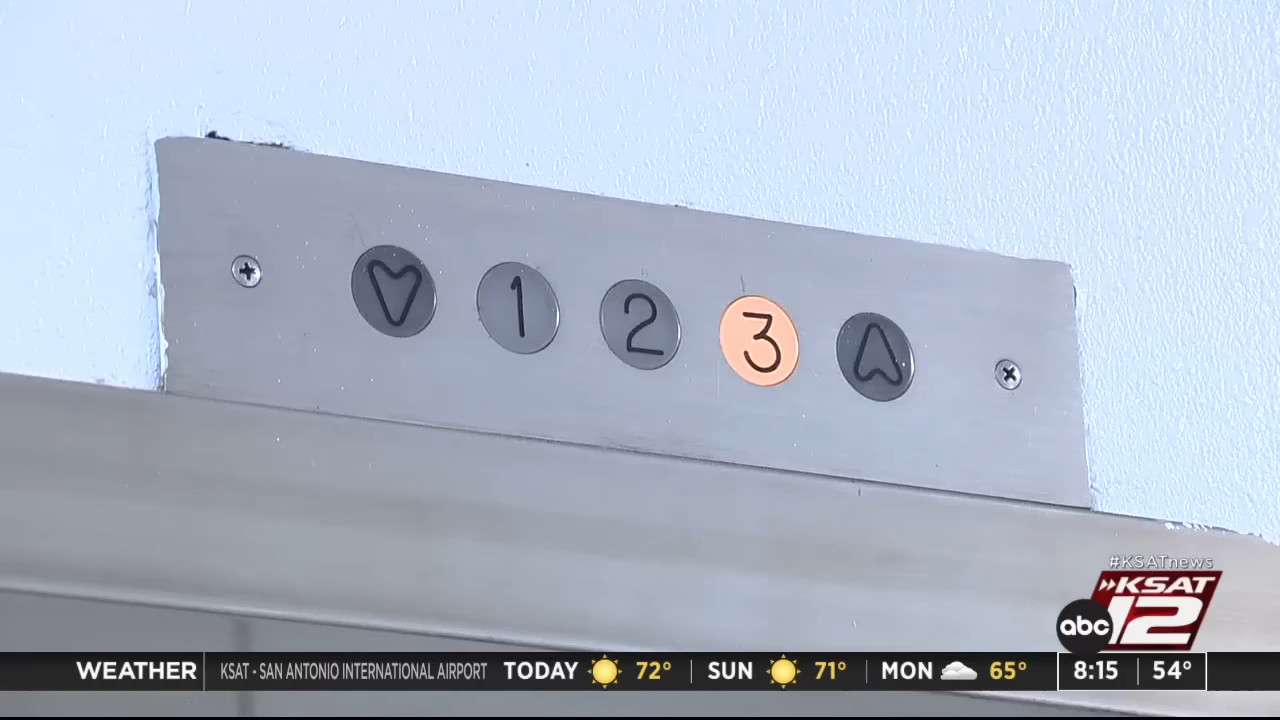 1 2 3
#KSATnews
KSAT
abc 12
WEATHER KSAT - SAN ANTONIO INTERNATIONAL AIRPORT TODAY 72° SUN 71° MON 65° 8:15 54°